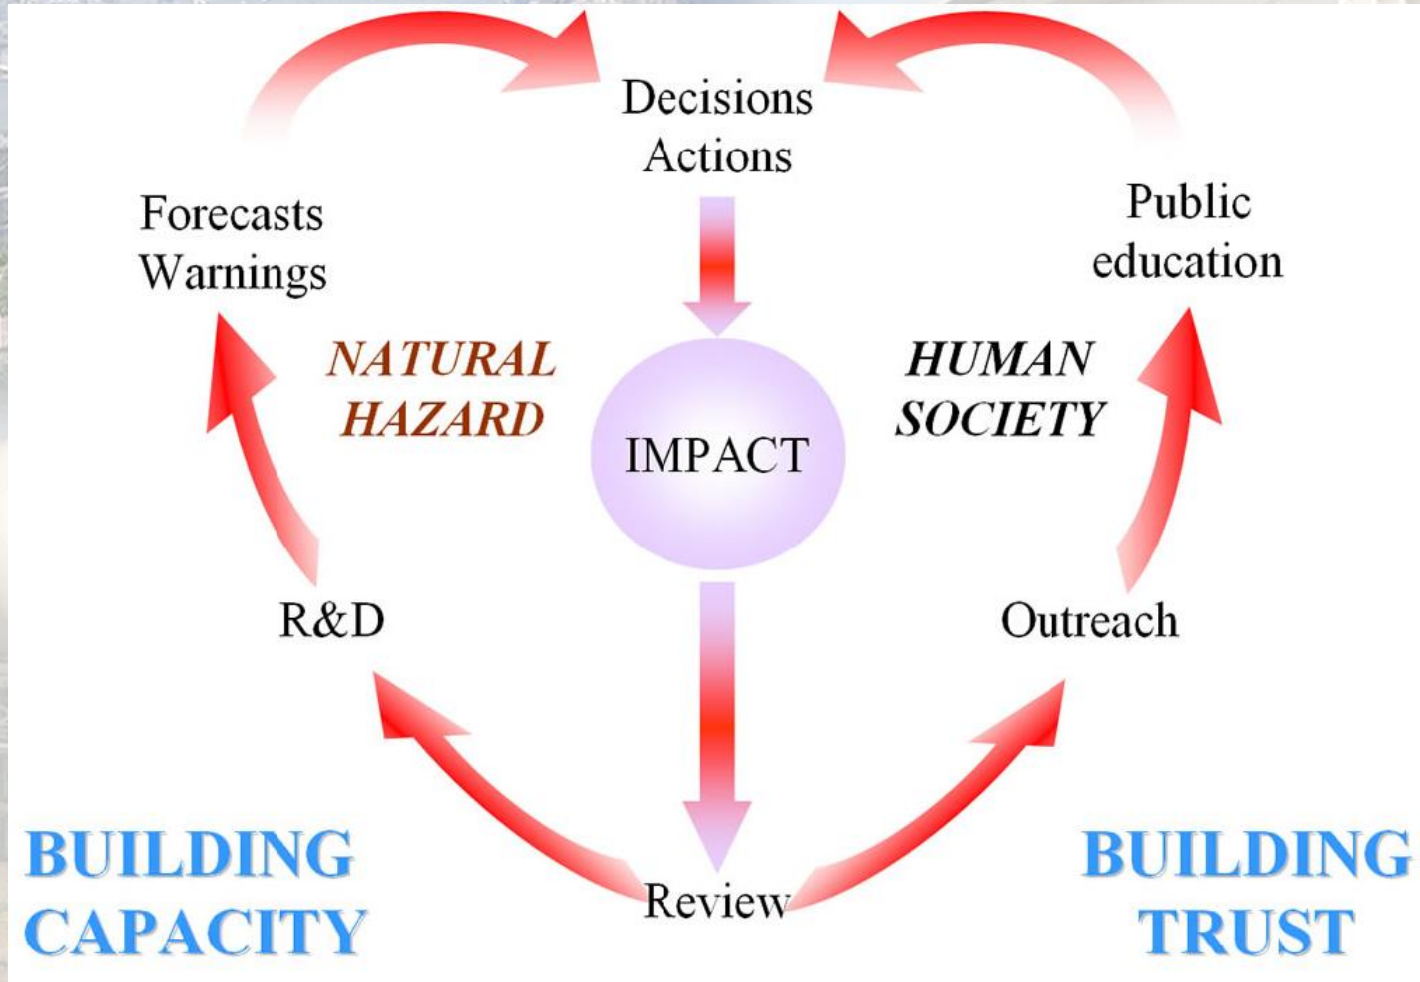 Decisions
Actions
Forecasts
Warnings
Public
education
NATURAL
HAZARD
HUMAN
SOCIETY
IMPACT
R&D
Outreach
BUILDING
CAPACITY
Review
BUILDING
TRUST